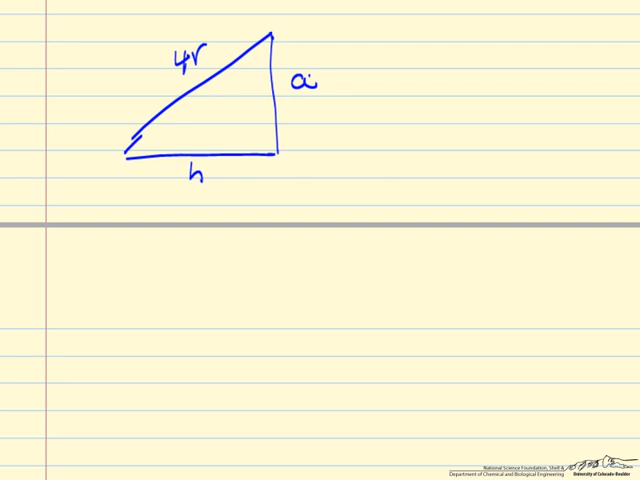 4r
a
h
National Science Foundation, Shell &
Department of Chemical and Biological Engineering
University of Colorado Boulder